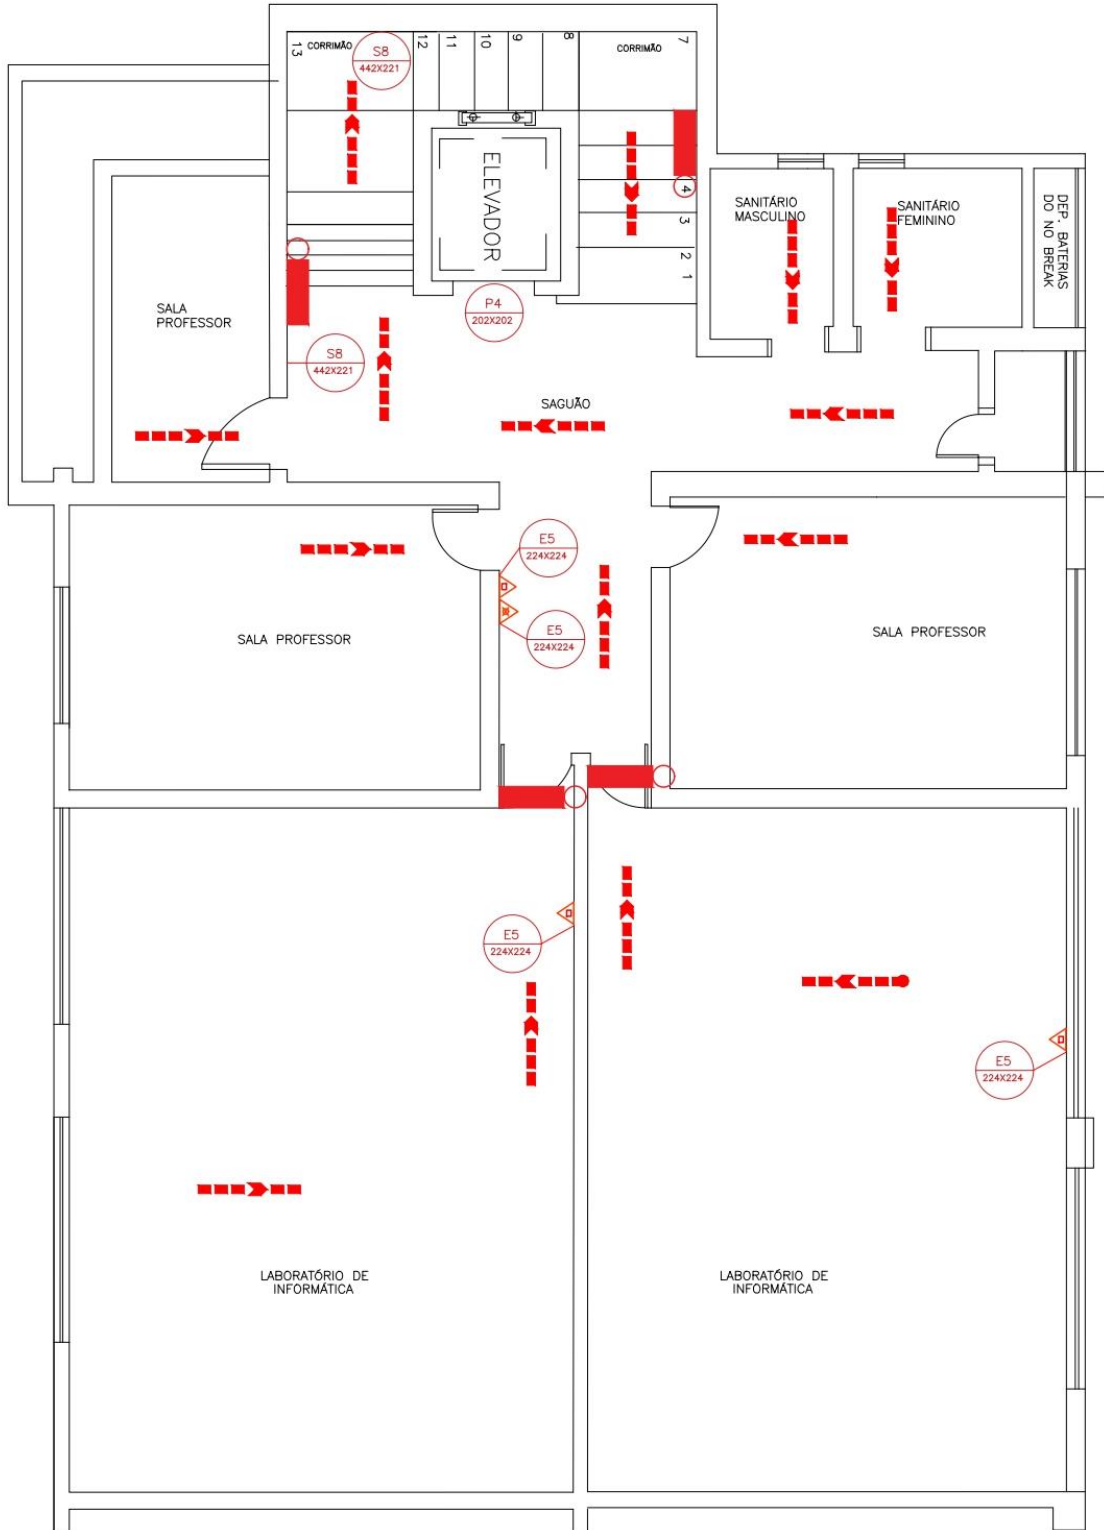 13
CORRIMÃO
S8
442X221
12
11
10
9
8
CORRIMÃO
7
ELEVADOR
4
3
2
1
SANITÁRIO
MASCULINO
SANITÁRIO
FEMININO
DEP. BATERIAS
DO NO BREAK
SALA
PROFESSOR
P4
202X202
S8
442X221
SAGUÃO
E5
224X224
E5
224X224
SALA PROFESSOR
SALA PROFESSOR
E5
224X224
E5
224X224
LABORATÓRIO DE
INFORMÁTICA
LABORATÓRIO DE
INFORMÁTICA